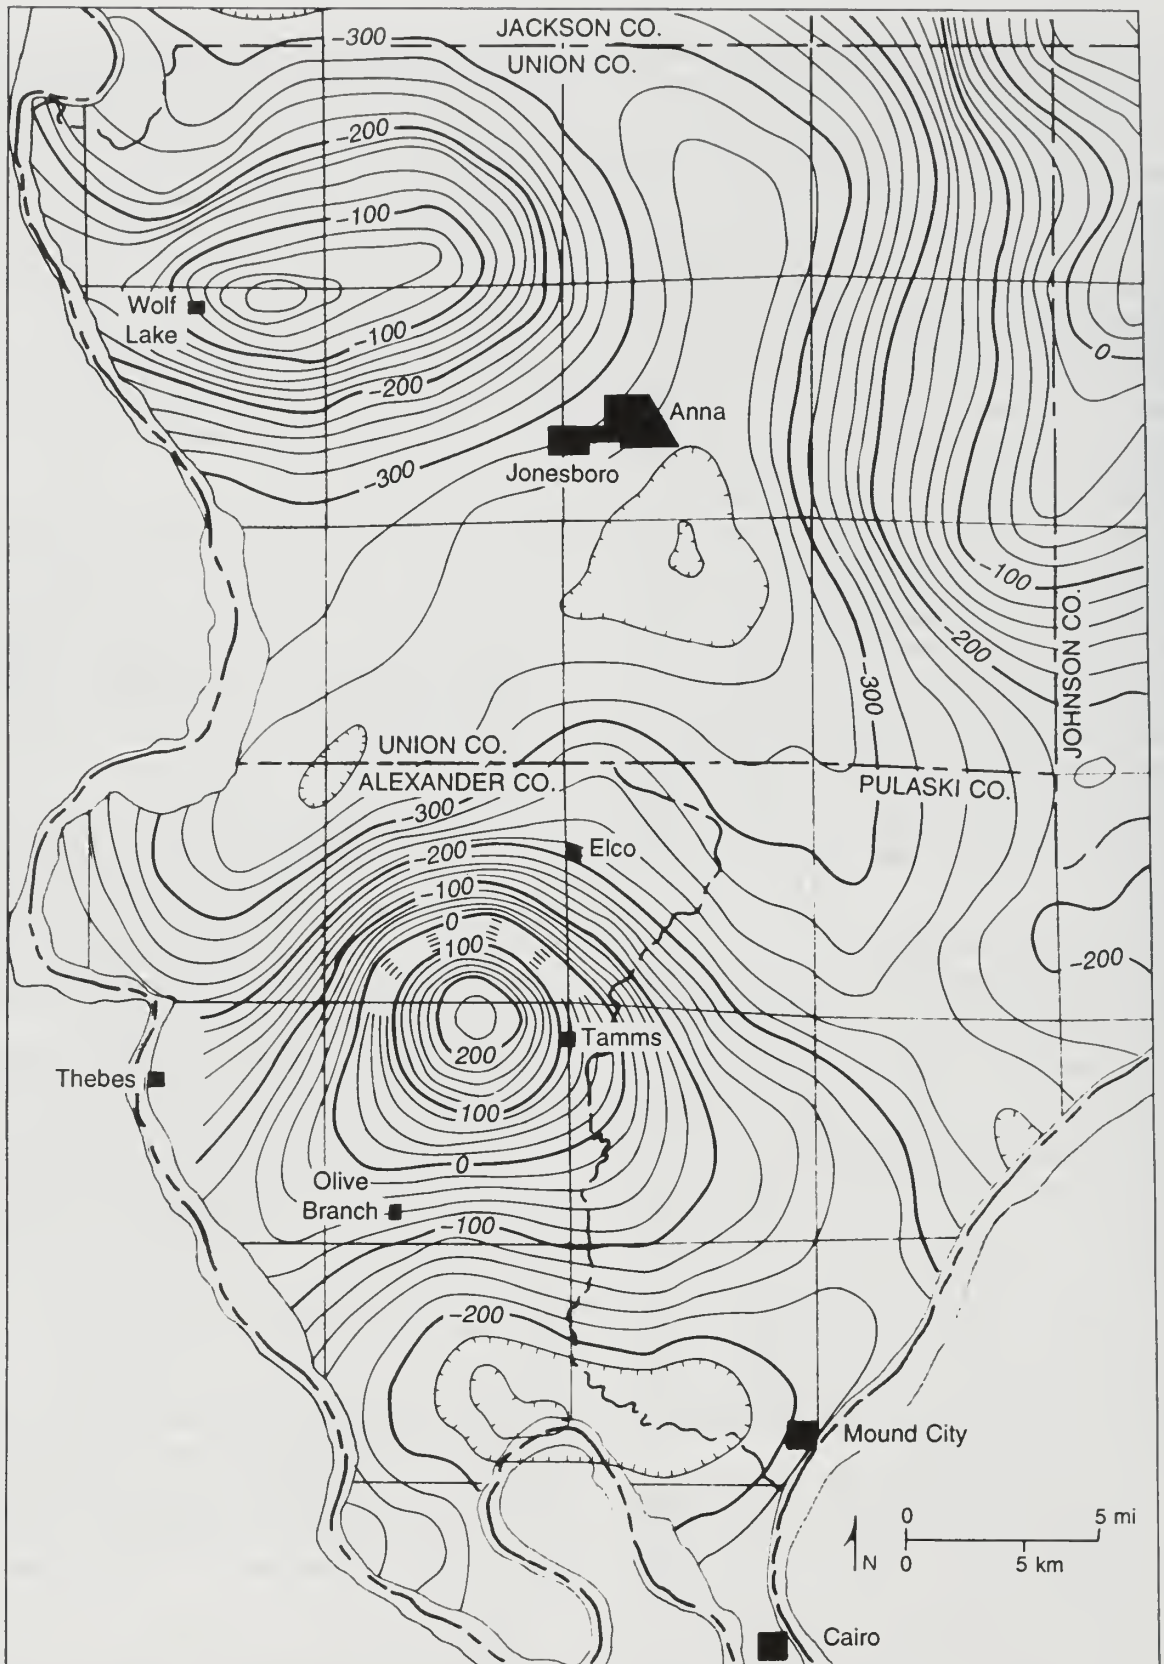 JACKSON CO.
-300
UNION CO.
-200
-100
Wolf
Lake
-100
0
-200
Anna
Jonesboro
-300
-100
JOHNSON CO.
-200
-300
UNION CO.
ALEXANDER CO.
PULASKI CO.
-300
-200
Elco
-100
0
100
-200
Tamms
200
Thebes
100
0
Olive
Branch
-100
-200
Mound City
0 5 mi
N
0 5 km
Cairo